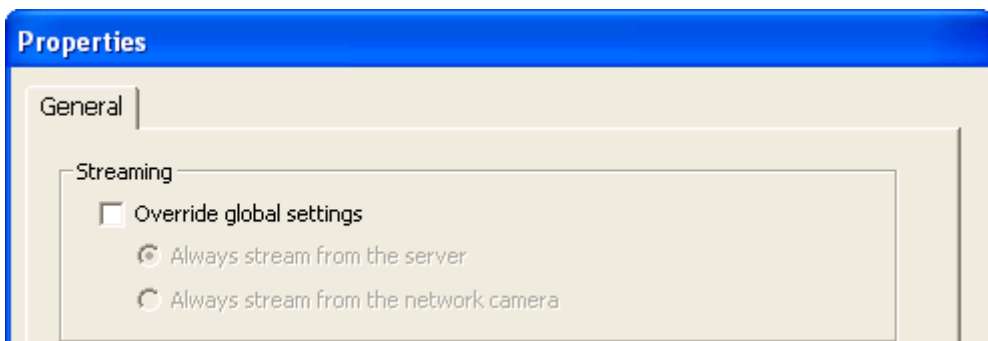 Properties
General
Streaming
Override global settings
Always stream from the server
Always stream from the network camera